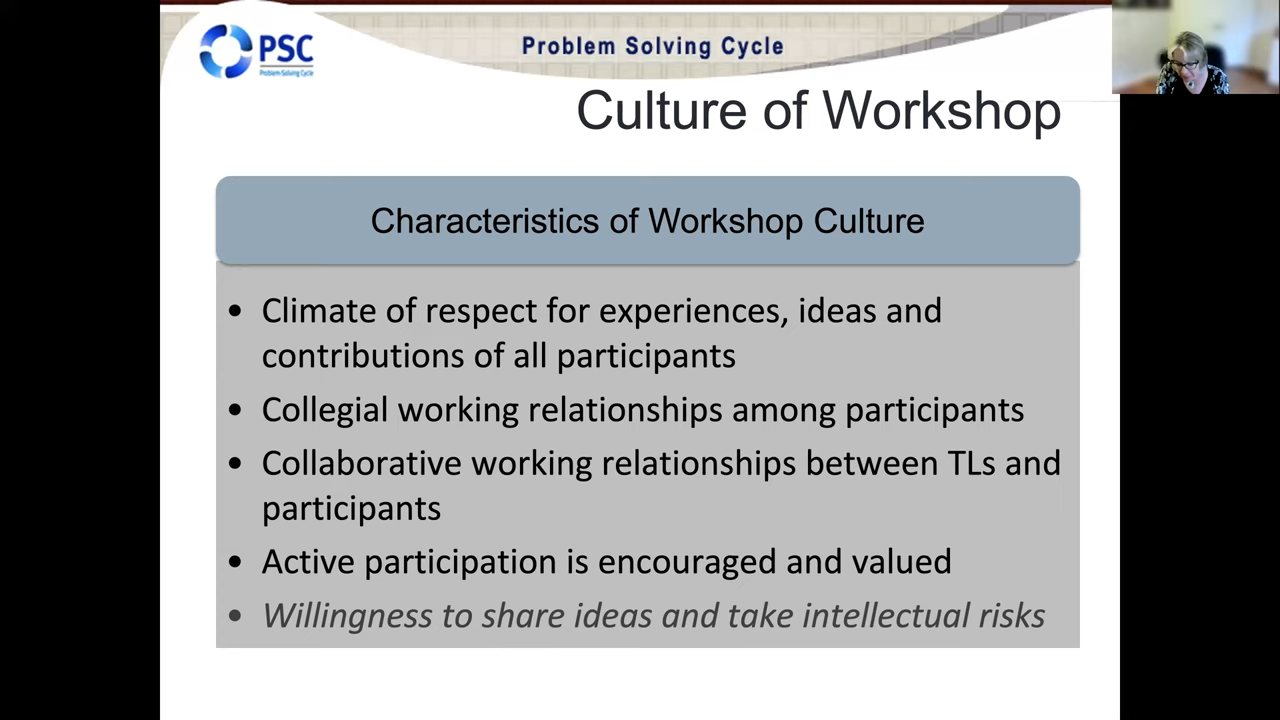 PSC
Problem-Solving Cycle
Problem Solving Cycle
Culture of Workshop
Characteristics of Workshop Culture
• Climate of respect for experiences, ideas and
contributions of all participants
• Collegial working relationships among participants
• Collaborative working relationships between TLs and
participants
• Active participation is encouraged and valued
• Willingness to share ideas and take intellectual risks